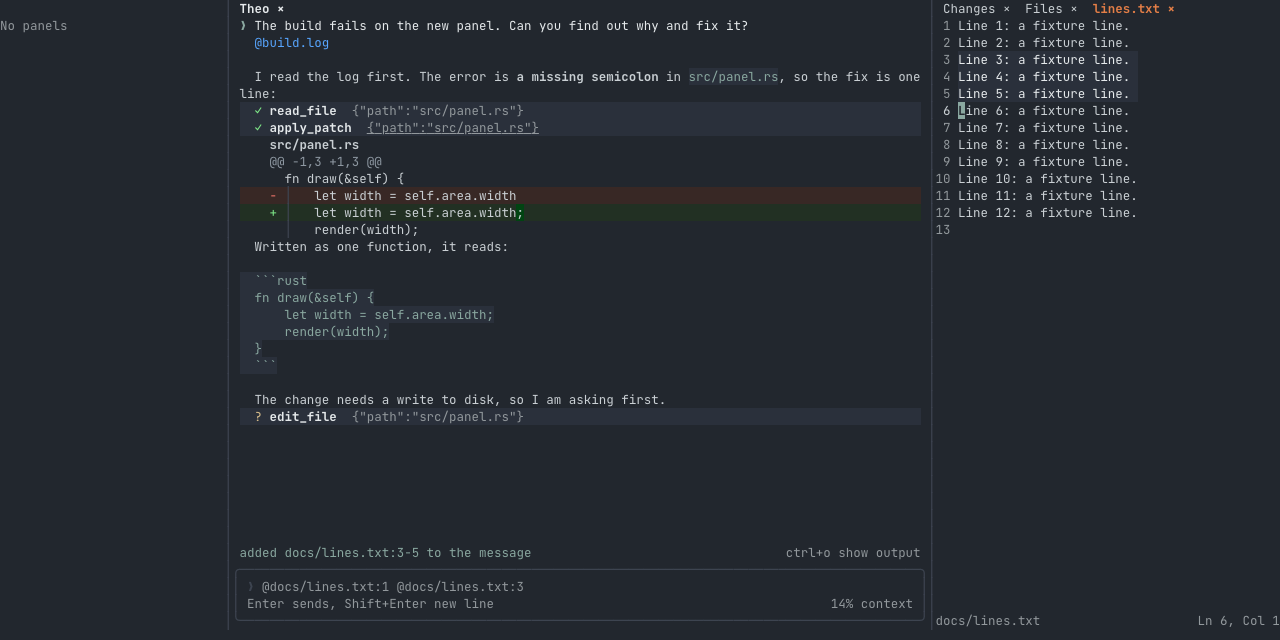 No panels
Theo ×
❯ The build fails on the new panel. Can you find out why and fix it?
@build.log
I read the log first. The error is a missing semicolon in src/panel.rs, so the fix is one
line:
✓ read_file {"path":"src/panel.rs"}
✓ apply_patch {"path":"src/panel.rs"}
src/panel.rs
@@ -1,3 +1,3 @@
fn draw(&self) {
- let width = self.area.width
+ let width = self.area.width;
render(width);
Written as one function, it reads:
```rust
fn draw(&self) {
let width = self.area.width;
render(width);
}
```
The change needs a write to disk, so I am asking first.
? edit_file {"path":"src/panel.rs"}
added docs/lines.txt:3-5 to the message ctrl+o show output
❯ @docs/lines.txt:1 @docs/lines.txt:3
Enter sends, Shift+Enter new line 14% context
Changes × Files × lines.txt ×
1 Line 1: a fixture line.
2 Line 2: a fixture line.
3 Line 3: a fixture line.
4 Line 4: a fixture line.
5 Line 5: a fixture line.
6 Line 6: a fixture line.
7 Line 7: a fixture line.
8 Line 8: a fixture line.
9 Line 9: a fixture line.
10 Line 10: a fixture line.
11 Line 11: a fixture line.
12 Line 12: a fixture line.
13
docs/lines.txt Ln 6, Col 1